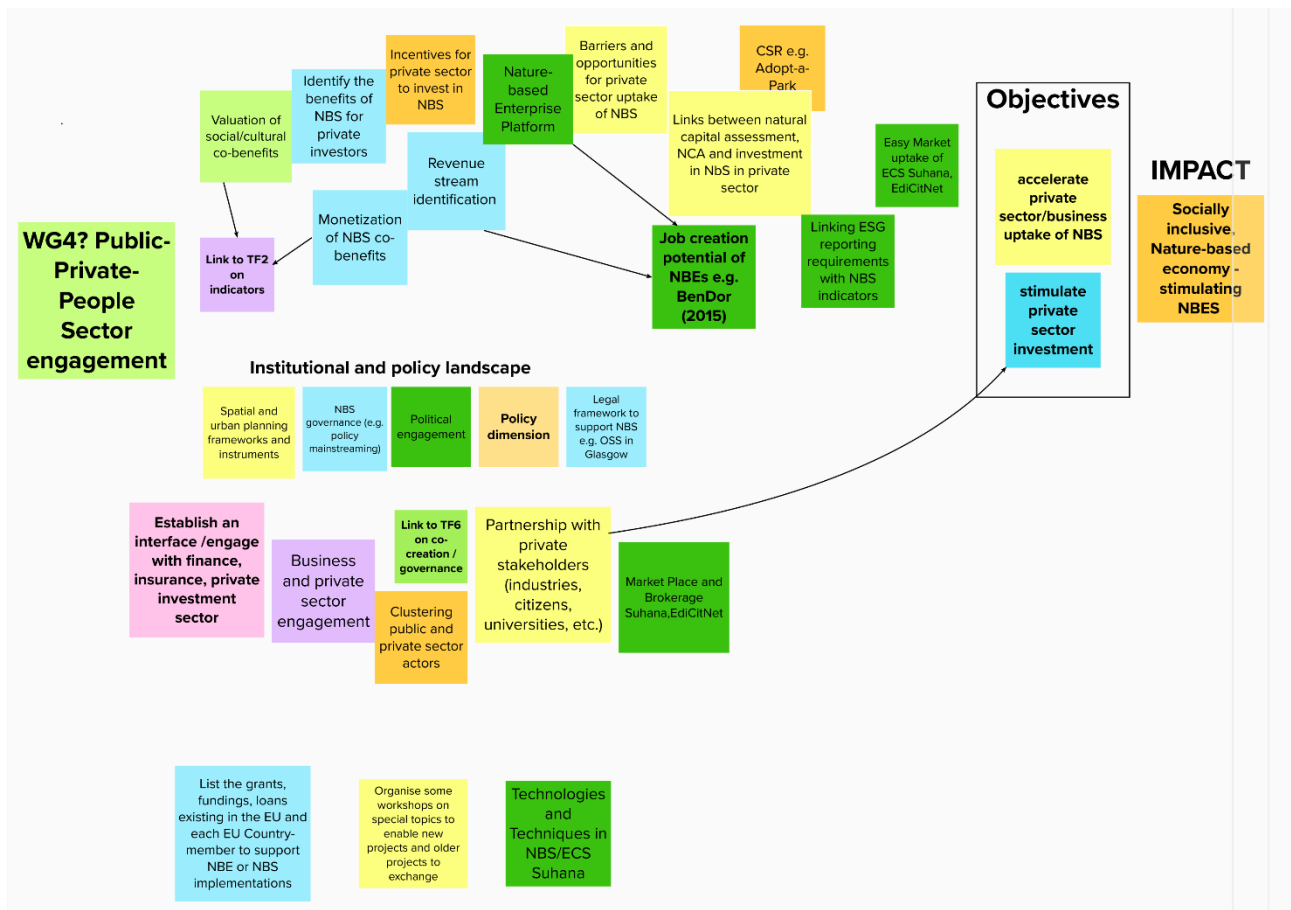 Valuation of
social/cultural
co-benefits
Identify the
benefits of
NBS for
private
investors
Incentives for
private sector
to invest in
NBS
Nature-
based
Enterprise
Platform
Barriers and
opportunities
for private
sector uptake
of NBS
CSR e.g.
Adopt-a-
Park
Links between natural
capital assessment,
NCA and investment
in NbS in private
sector
Easy Market
uptake of
ECS Suhana,
EdiCitNet
Revenue
stream
identification
Monetization
of NBS co-
benefits
Link to TF2
on
indicators
Job creation
potential of
NBEs e.g.
BenDor
(2015)
Linking ESG
reporting
requirements
with NBS
indicators
Objectives
accelerate
private
sector/business
uptake of NBS
stimulate
private
sector
investment
IMPACT
Socially
inclusive,
Nature-based
economy -
stimulating
NBES
WG4? Public-
Private-
People
Sector
engagement
Institutional and policy landscape
Spatial and
urban planning
frameworks and
instruments
NBS
governance (e.g.
policy
mainstreaming)
Political
engagement
Policy
dimension
Legal
framework to
support NBS
e.g. OSS in
Glasgow
Establish an
interface /engage
with finance,
insurance, private
investment
sector
Business
and private
sector
engagement
Link to TF6
on co-
creation /
governance
Clustering
public and
private sector
actors
Partnership with
private
stakeholders
(industries,
citizens,
universities, etc.)
Market Place and
Brokerage
Suhana,EdiCitNet
List the grants,
fundings, loans
existing in the EU and
each EU Country-
member to support
NBE or NBS
implementations
Organise some
workshops on
special topics to
enable new
projects and older
projects to
exchange
Technologies
and
Techniques in
NBS/ECS
Suhana